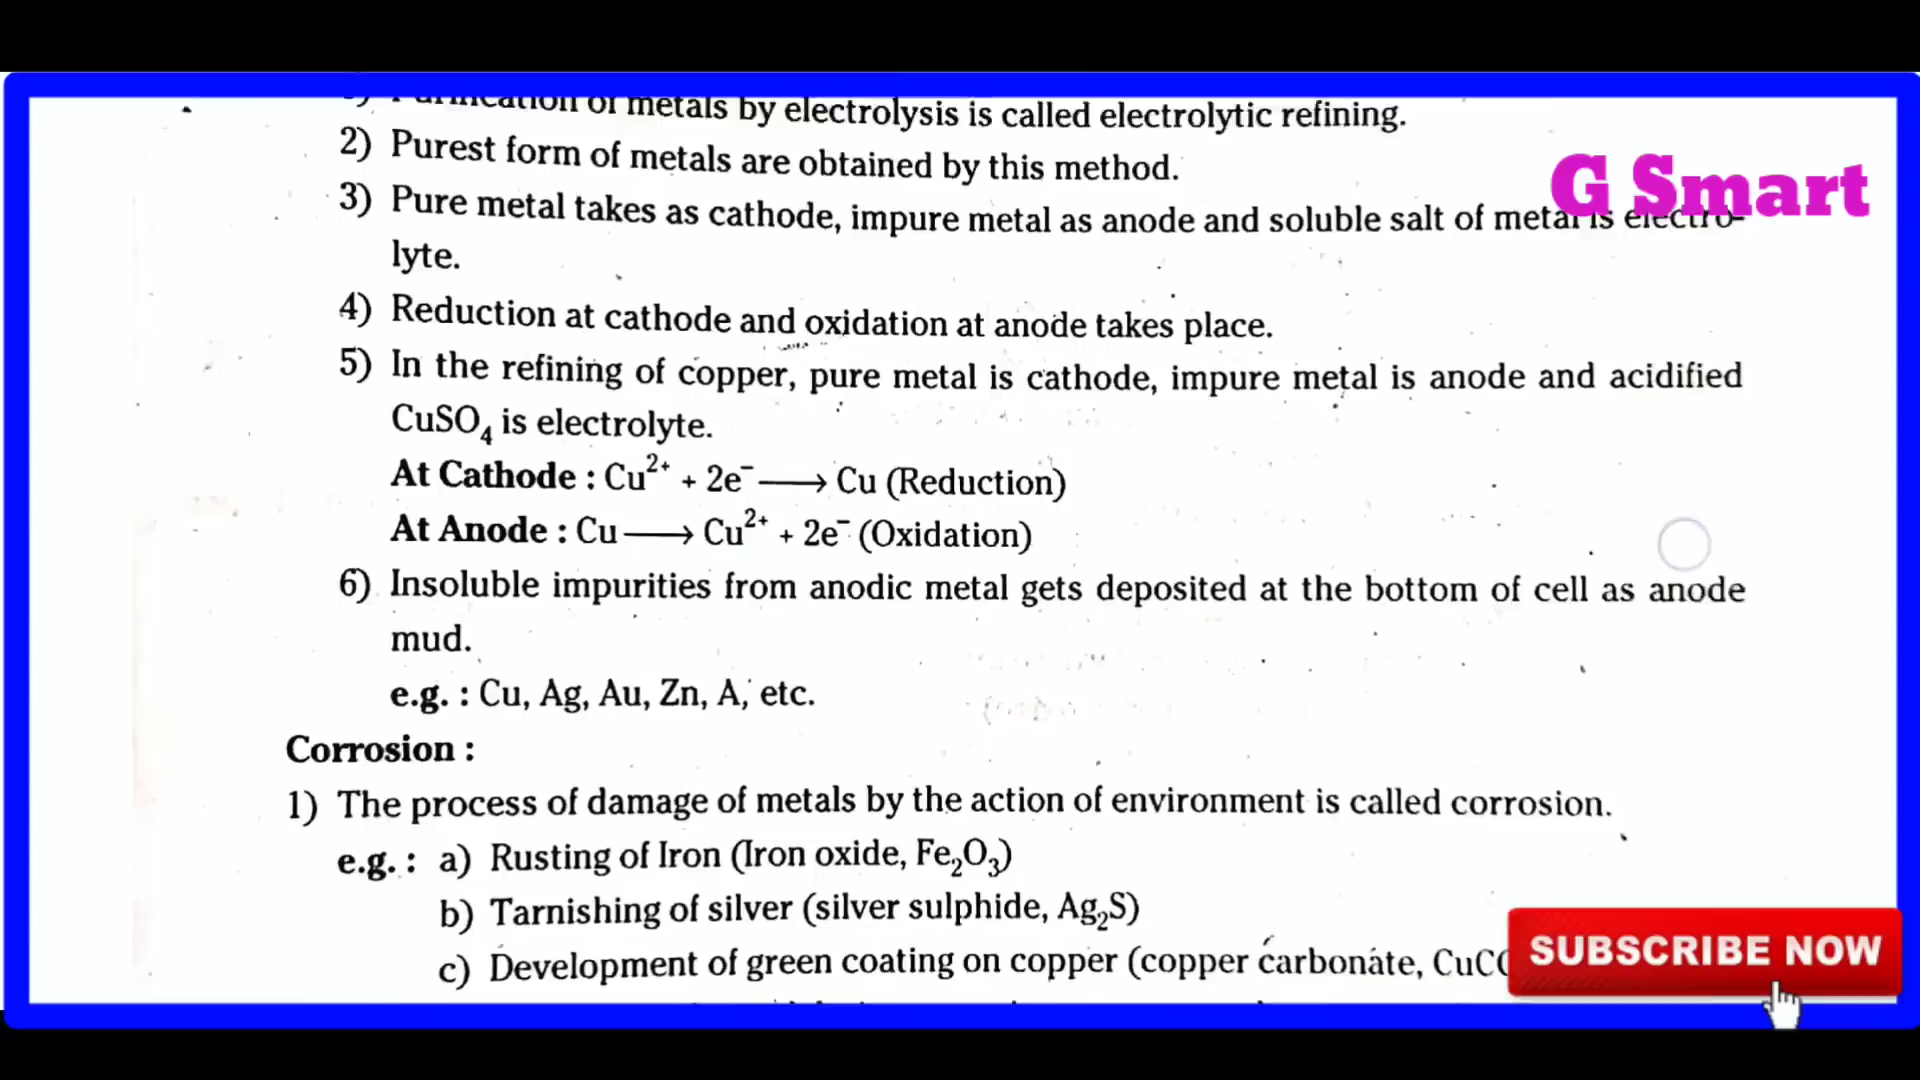 Purification of metals by electrolysis is called electrolytic refining.
2) Purest form of metals are obtained by this method.
G Smart
3) Pure metal takes as cathode, impure metal as anode and soluble salt of metal is electro-
lyte.
4) Reduction at cathode and oxidation at anode takes place.
5) In the refining of copper, pure metal is cathode, impure metal is anode and acidified
CuSO₄ is electrolyte.
At Cathode : Cu²⁺ + 2e⁻ ⟶ Cu (Reduction)
At Anode : Cu ⟶ Cu²⁺ + 2e⁻ (Oxidation)
6) Insoluble impurities from anodic metal gets deposited at the bottom of cell as anode
mud.
e.g. : Cu, Ag, Au, Zn, A, etc.
Corrosion :
1) The process of damage of metals by the action of environment is called corrosion.
e.g. : a) Rusting of Iron (Iron oxide, Fe₂O₃)
b) Tarnishing of silver (silver sulphide, Ag₂S)
c) Development of green coating on copper (copper carbonate,
SUBSCRIBE NOW